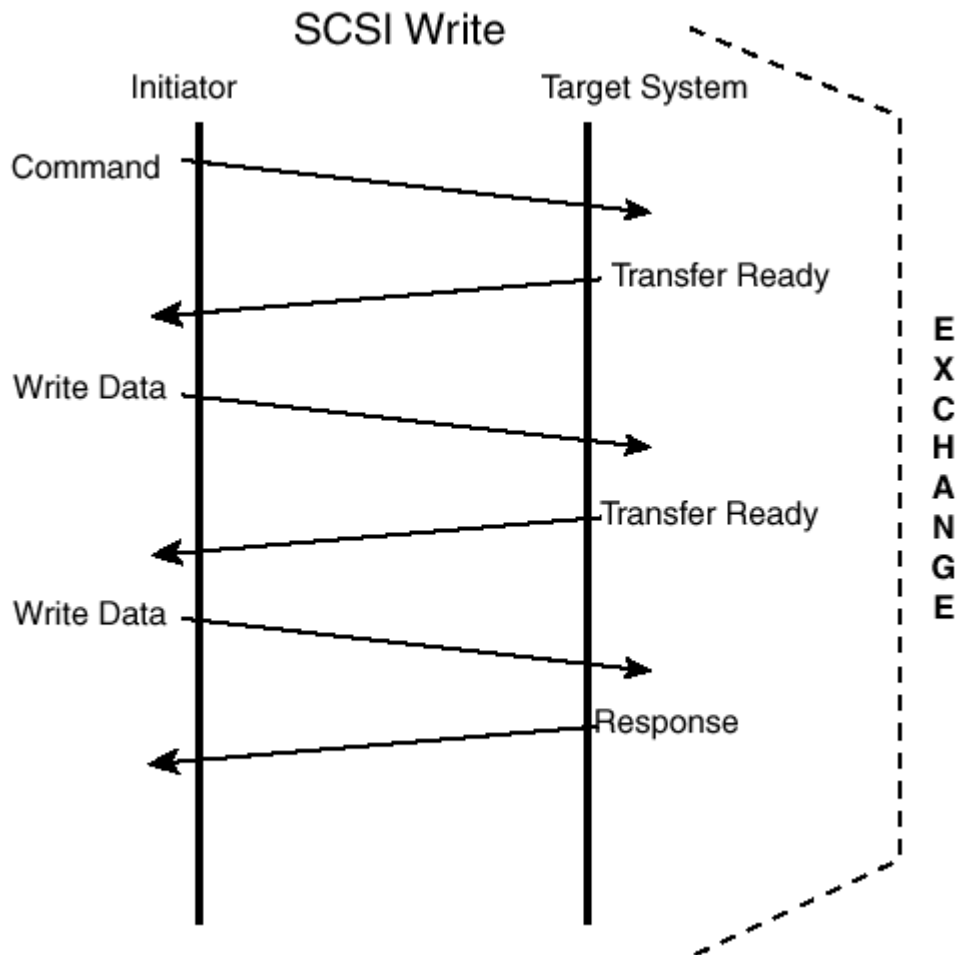 SCSI Write
Initiator
Target System
Command
Transfer Ready
Write Data
Transfer Ready
Write Data
Response
E
X
C
H
A
N
G
E